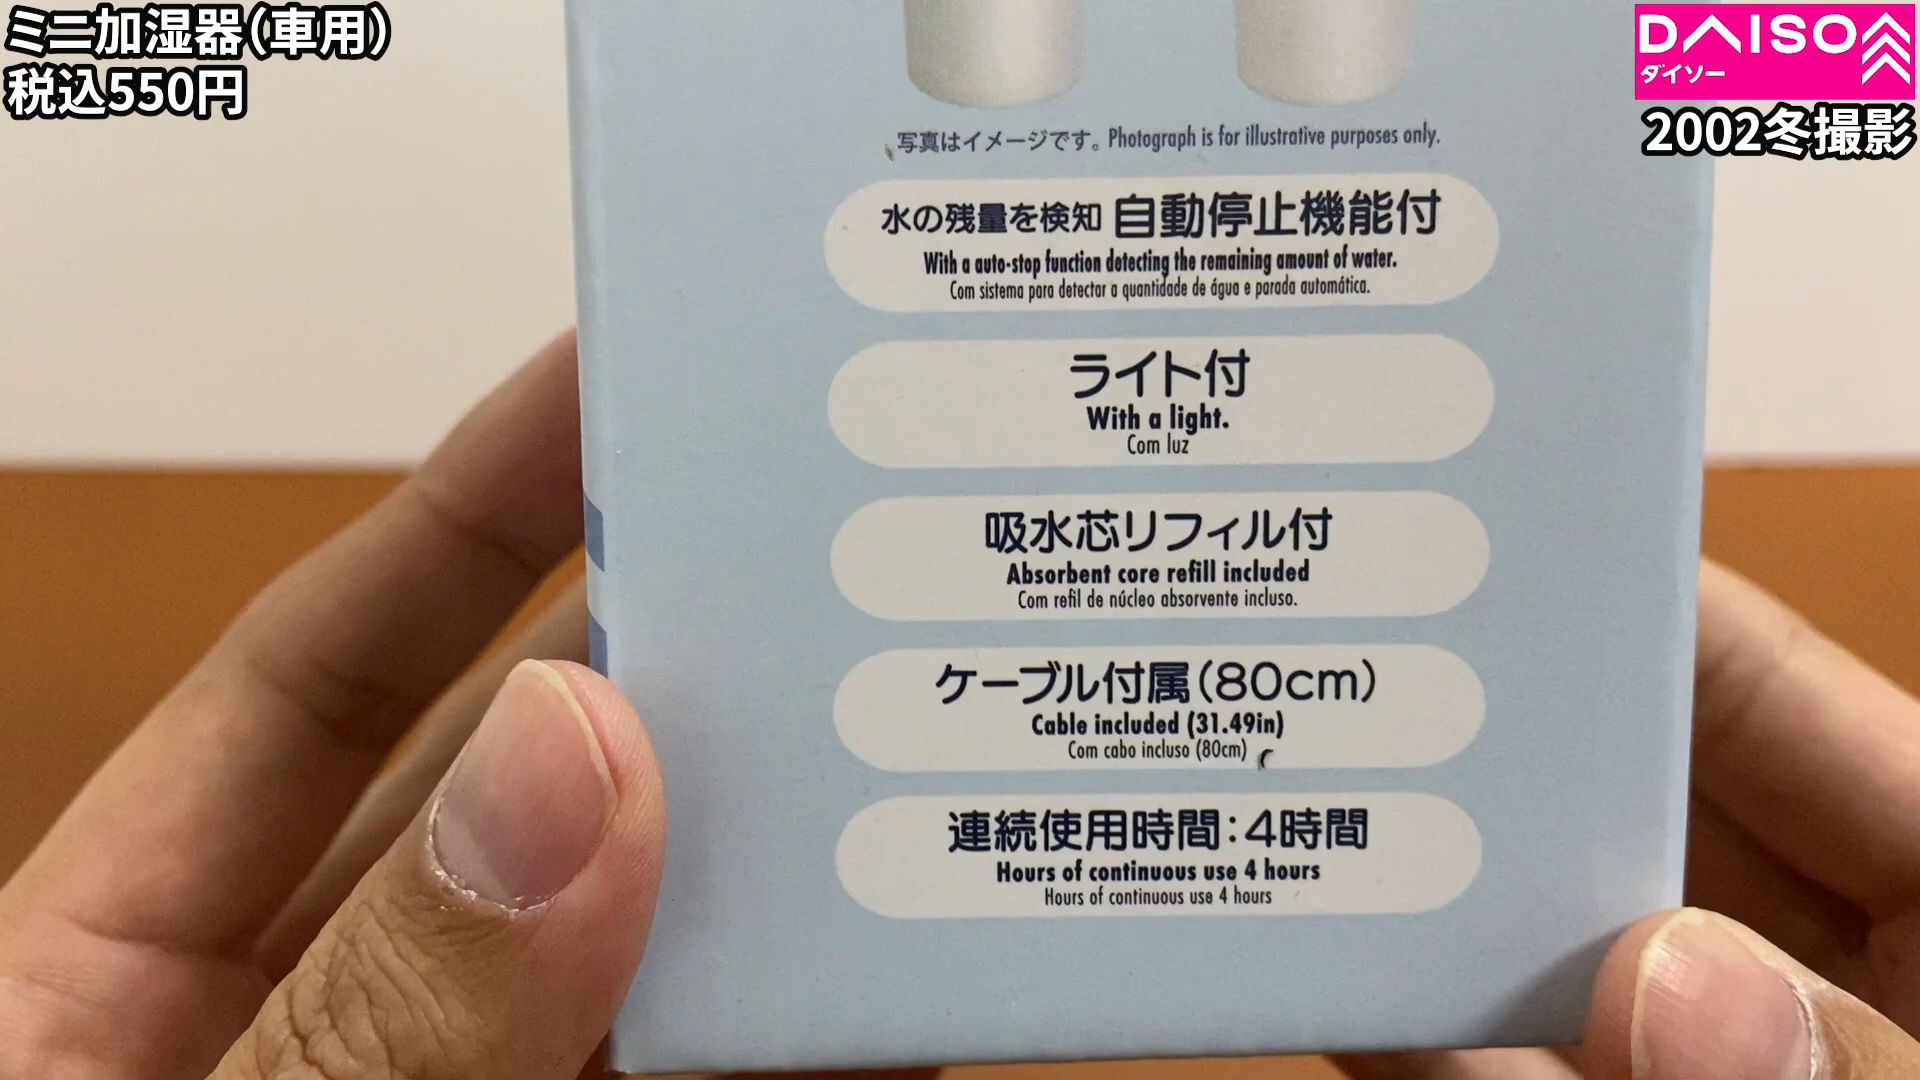 ミニ加湿器（車用）
税込550円
DAISO
ダイソー
2002冬撮影
写真はイメージです。Photograph is for illustrative purposes only.
水の残量を検知 自動停止機能付
With a auto-stop function detecting the remaining amount of water.
Com sistema para detectar a quantidade de água e parada automática.
ライト付
With a light.
Com luz
吸水芯リフィル付
Absorbent core refill included
Com refil de núcleo absorvente incluso.
ケーブル付属（80cm）
Cable included (31.49in)
Com cabo incluso (80cm)
連続使用時間：4時間
Hours of continuous use 4 hours
Hours of continuous use 4 hours